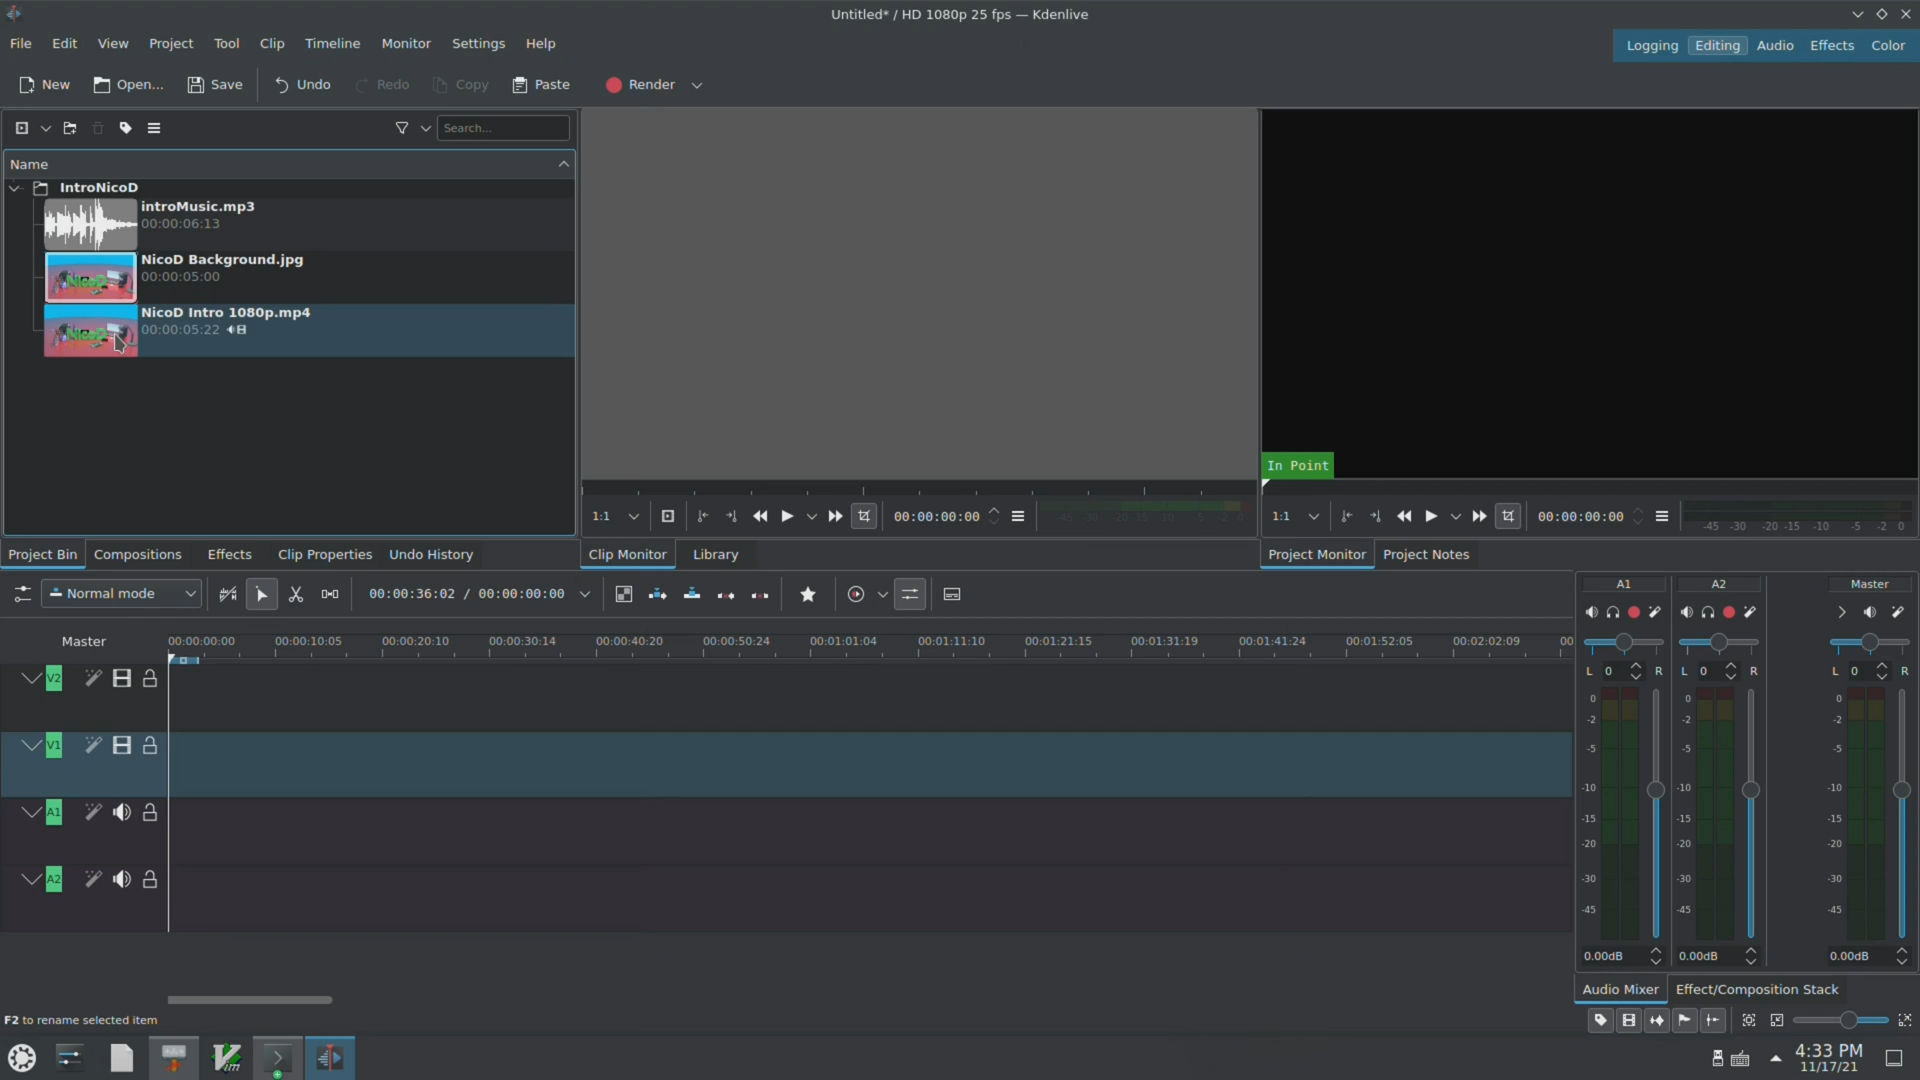 Untitled* / HD 1080p 25 fps — Kdenlive
File Edit View Project Tool Clip Timeline Monitor Settings Help
Logging Editing Audio Effects Color
New Open... Save Undo Redo Copy Paste Render
Search...
Name
IntroNicoD
introMusic.mp3
00:00:06:13
NicoD Background.jpg
00:00:05:00
NicoD
NicoD Intro 1080p.mp4
00:00:05:22
NicoD
In Point
1:1 00:00:00:00
1:1 00:00:00:00
-45 -30 -20 -15 -10 -5 -2 0
Project Bin Compositions Effects Clip Properties Undo History
Clip Monitor Library
Project Monitor Project Notes
Normal mode 00:00:36:02 / 00:00:00:00
A1 A2 Master
Master 00:00:00:00 00:00:10:05 00:00:20:10 00:00:30:14 00:00:40:20 00:00:50:24 00:01:01:04 00:01:11:10 00:01:21:15 00:01:31:19 00:01:41:24 00:01:52:05 00:02:02:09 00
V2
V1
A1
A2
L 0 R L 0 R L 0 R
0 0 0
-2 -2 -2
-5 -5 -5
-10 -10 -10
-15 -15 -15
-20 -20 -20
-30 -30 -30
-45 -45 -45
0.00dB 0.00dB 0.00dB
Audio Mixer Effect/Composition Stack
F2 to rename selected item
Vim
4:33 PM
11/17/21